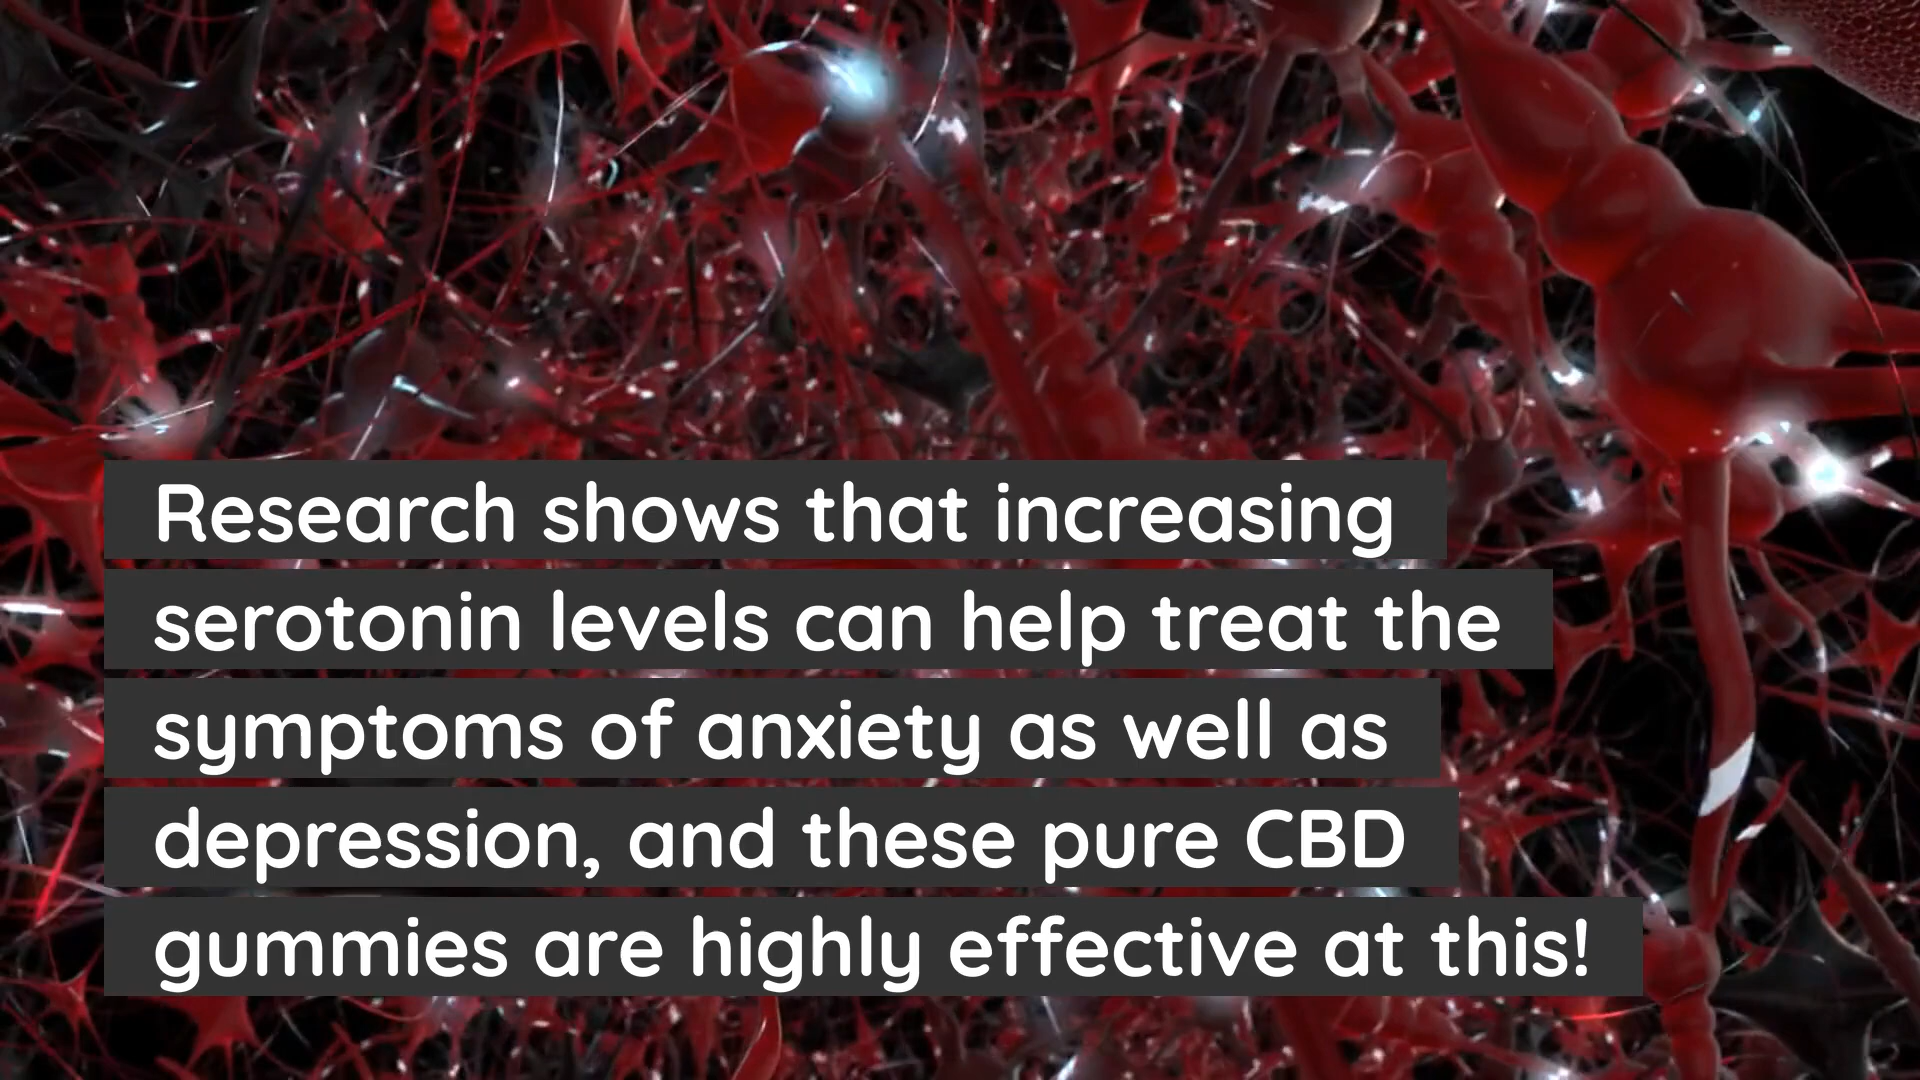 Research shows that increasing
serotonin levels can help treat the
symptoms of anxiety as well as
depression, and these pure CBD
gummies are highly effective at this!